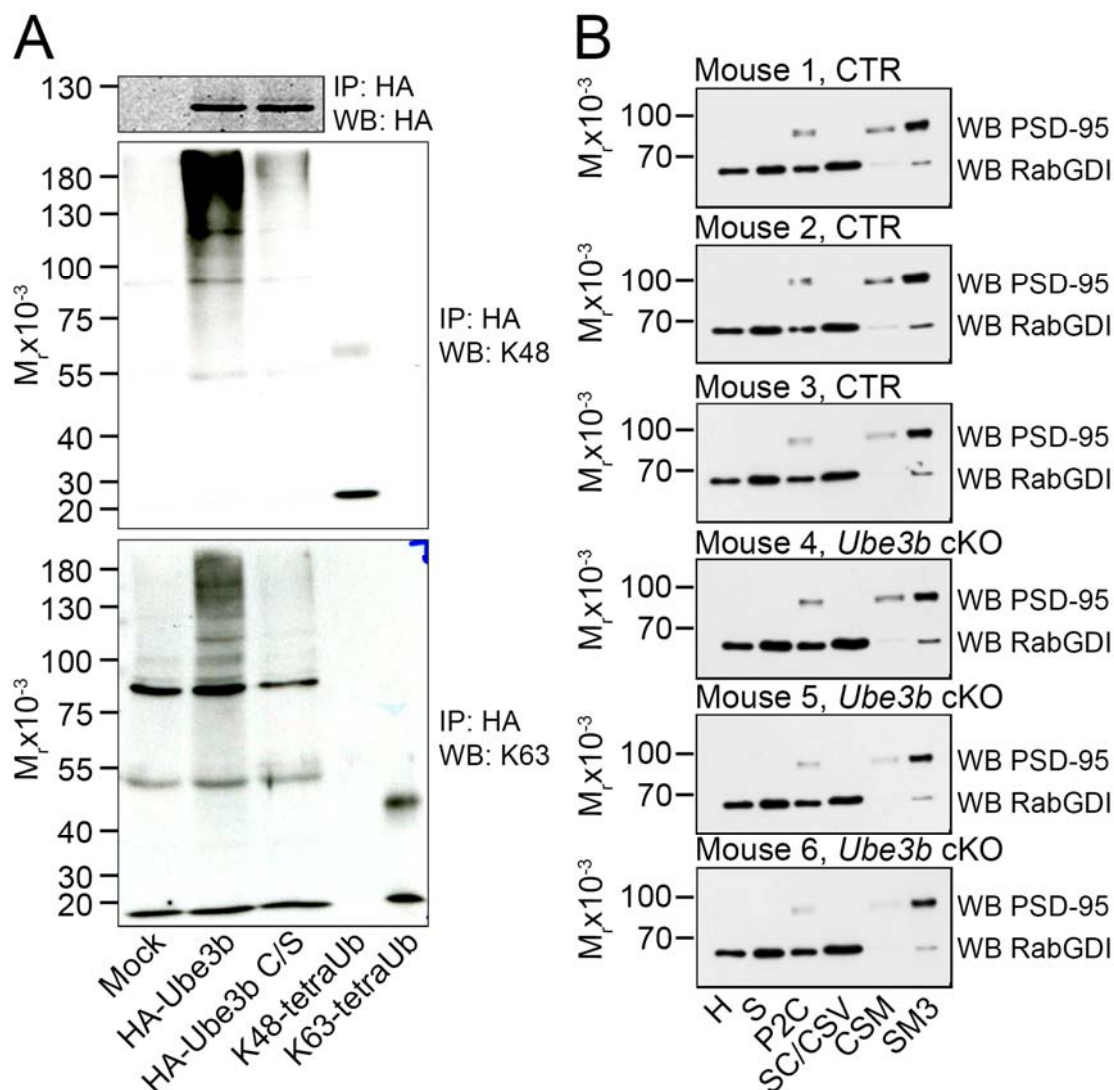 A
130
IP: HA
WB: HA
180
130
100
75
55
40
30
20
Mᵣx10⁻³
IP: HA
WB: K48
180
130
100
75
55
40
30
20
Mᵣx10⁻³
IP: HA
WB: K63
Mock
HA-Ube3b
HA-Ube3b C/S
K48-tetraUb
K63-tetraUb
B
Mouse 1, CTR
Mᵣx10⁻³
100
70
WB PSD-95
WB RabGDI
Mouse 2, CTR
Mᵣx10⁻³
100
70
WB PSD-95
WB RabGDI
Mouse 3, CTR
Mᵣx10⁻³
100
70
WB PSD-95
WB RabGDI
Mouse 4, Ube3b cKO
Mᵣx10⁻³
100
70
WB PSD-95
WB RabGDI
Mouse 5, Ube3b cKO
Mᵣx10⁻³
100
70
WB PSD-95
WB RabGDI
Mouse 6, Ube3b cKO
Mᵣx10⁻³
100
70
WB PSD-95
WB RabGDI
H
S
P2C
SC/CSV
CSM
SM3